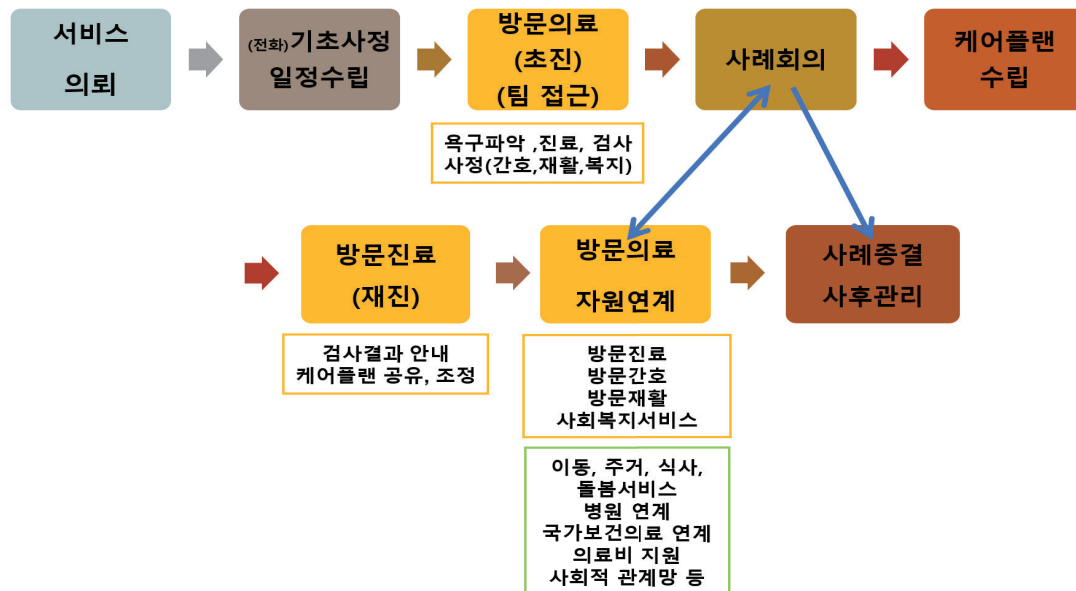 서비스
의뢰
(전화)기초사정
일정수립
방문의료
(초진)
(팀 접근)
사례회의
케어플랜
수립
욕구파악 ,진료, 검사
사정(간호,재활,복지)
방문진료
(재진)
방문의료
자원연계
사례종결
사후관리
검사결과 안내
케어플랜 공유, 조정
방문진료
방문간호
방문재활
사회복지서비스
이동, 주거, 식사,
돌봄서비스
병원 연계
국가보건의료 연계
의료비 지원
사회적 관계망 등